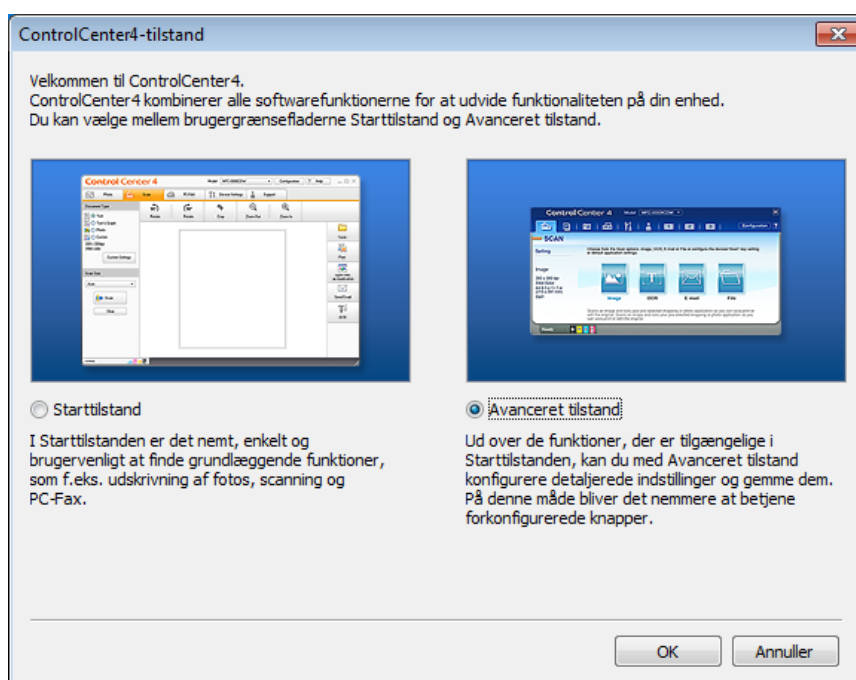 ControlCenter4-tilstand
Velkommen til ControlCenter4.
ControlCenter4 kombinerer alle softwarefunktionerne for at udvide funktionaliteten på din enhed.
Du kan vælge mellem brugergrænsefladerne Starttilstand og Avanceret tilstand.
Control Center 4
Control Center 4
SCAN
Setting
Image
Image
OCR
E-mail
File
Starttilstand
Avanceret tilstand
I Starttilstanden er det nemt, enkelt og
brugervenligt at finde grundlæggende funktioner,
som f.eks. udskrivning af fotos, scanning og
PC-Fax.
Ud over de funktioner, der er tilgængelige i
Starttilstanden, kan du med Avanceret tilstand
konfigurere detaljerede indstillinger og gemme dem.
På denne måde bliver det nemmere at betjene
forkonfigurerede knapper.
OK
Annuller